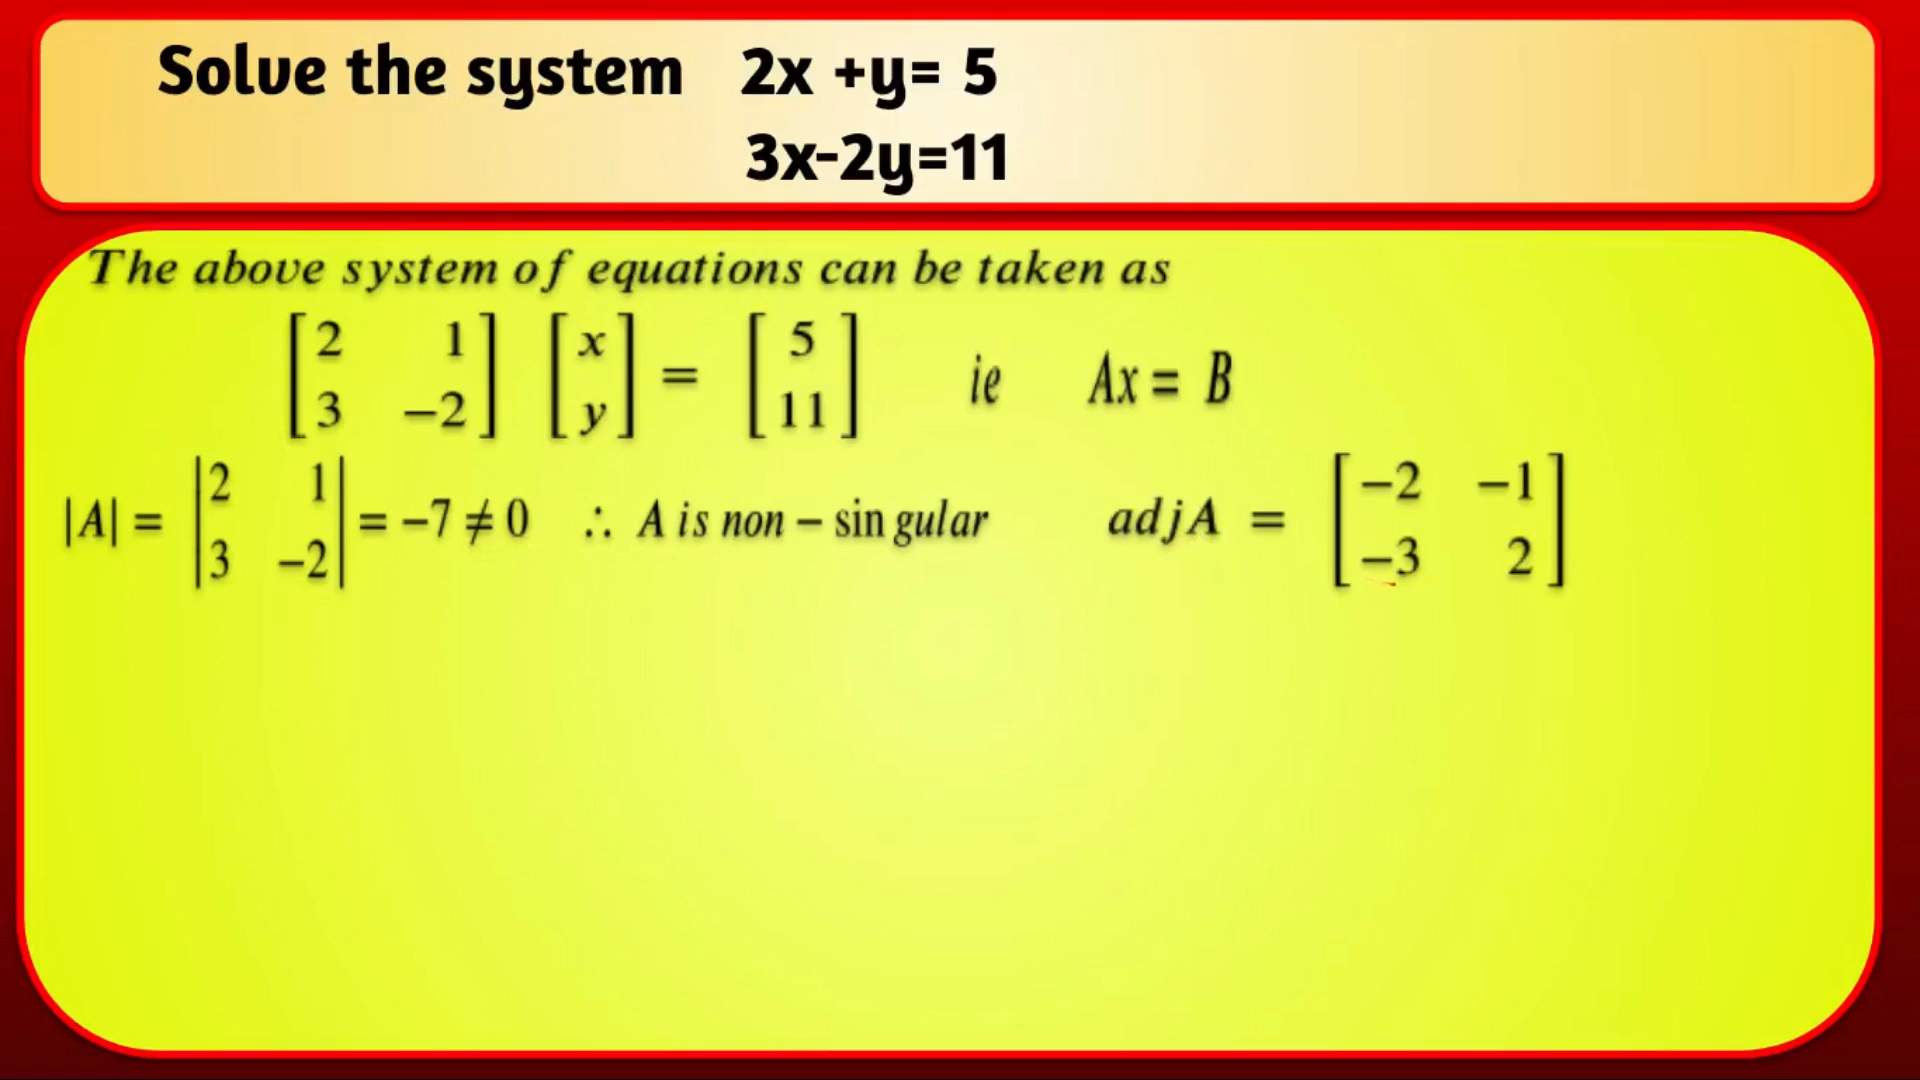 Solve the system 2x +y= 5
3x-2y=11
The above system of equations can be taken as
[2 1; 3 −2] [x; y] = [5; 11] ie Ax = B
|A| = |2 1; 3 −2| = −7 ≠ 0 ∴ A is non − sin gular adjA = [−2 −1; −3 2]